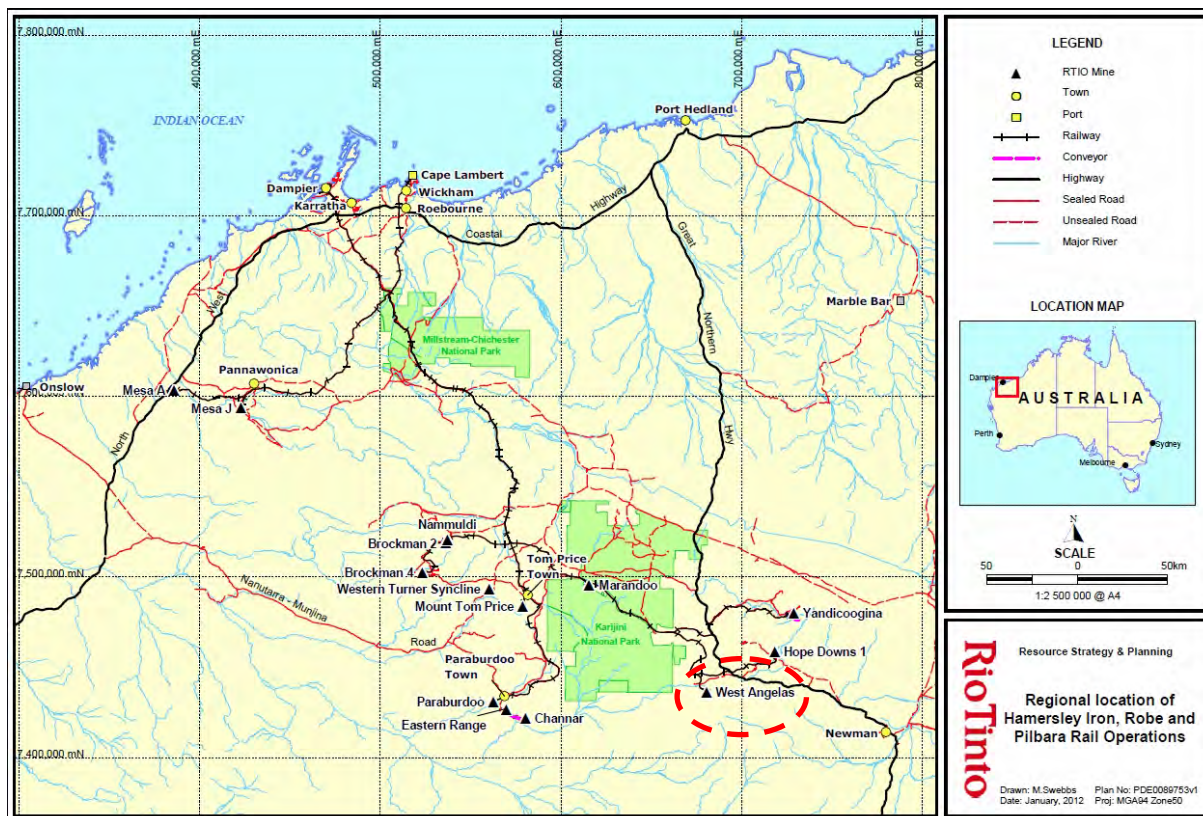 7,800,000 mN
400,000 mE
500,000 mE
600,000 mE
700,000 mE
800,000 mE
INDIAN OCEAN
Port Hedland
Cape Lambert
Dampier
Wickham
Karratha
Roebourne
7,700,000 mN
Coastal
Highway
Great
West
Northern
Marble Bar
Millstream-Chichester
National Park
Pannawonica
Onslow
Mesa A
Mesa J
North
Hwy
Nammuldi
Brockman 2
Tom Price
Town
Brockman 4
7,500,000 mN
Western Turner Syncline
Marandoo
Mount Tom Price
Nanutarra - Munjina
Road
Yandicoogina
Karijini
National Park
Hope Downs 1
Paraburdoo
Town
West Angelas
Paraburdoo
Eastern Range
Channar
Newman
7,400,000 mN
LEGEND
RTIO Mine
Town
Port
Railway
Conveyor
Highway
Sealed Road
Unsealed Road
Major River
LOCATION MAP
Dampier
AUSTRALIA
Perth
Sydney
Melbourne
N
SCALE
50 0 50km
1:2 500 000 @ A4
RioTinto
Resource Strategy & Planning
Regional location of
Hamersley Iron, Robe and
Pilbara Rail Operations
Drawn: M.Swebbs Plan No: PDE0089753v1
Date: January, 2012 Proj: MGA94 Zone50